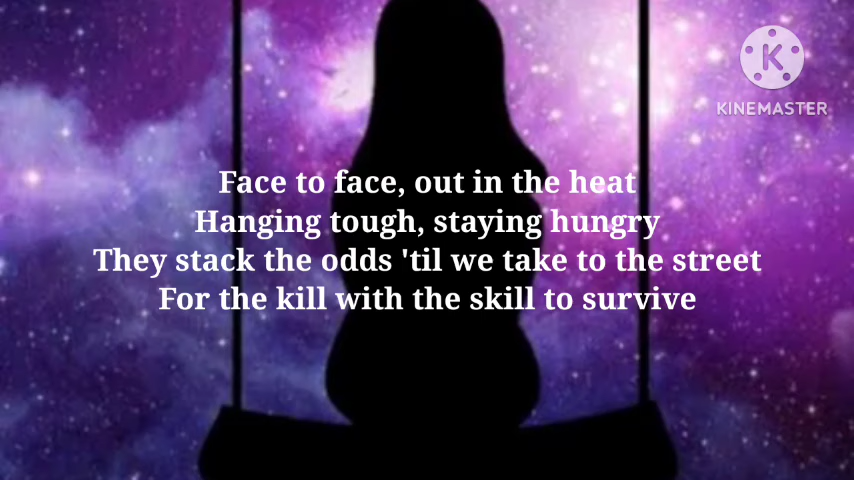 KINEMASTER
Face to face, out in the heat
Hanging tough, staying hungry
They stack the odds 'til we take to the street
For the kill with the skill to survive